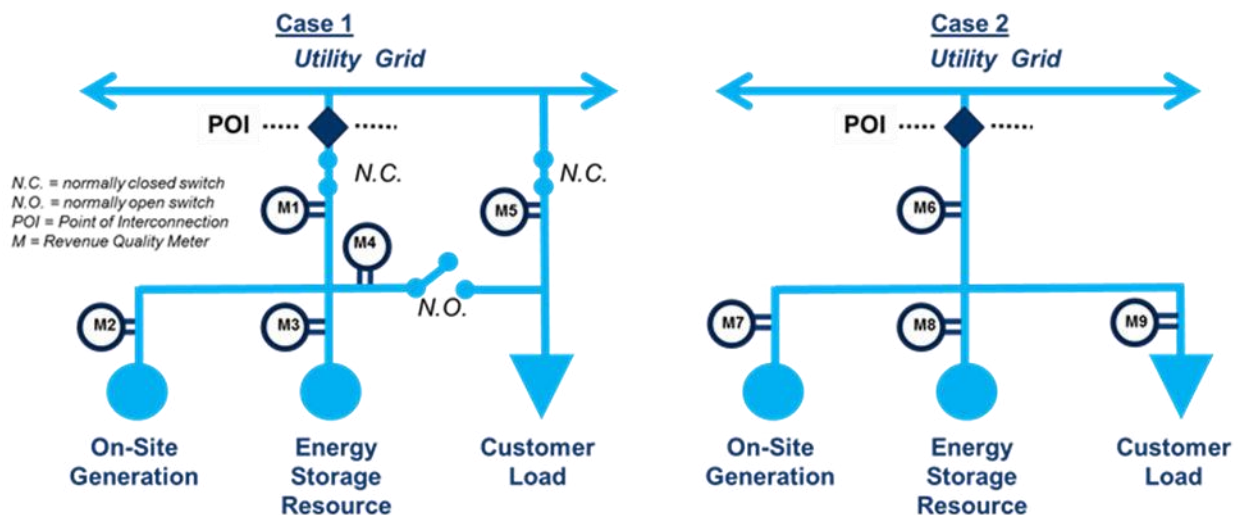 Case 1
Utility Grid
POI
N.C. = normally closed switch
N.O. = normally open switch
POI = Point of Interconnection
M = Revenue Quality Meter
N.C.
N.C.
M1
M5
M4
N.O.
M2
M3
On-Site
Generation
Energy
Storage
Resource
Customer
Load
Case 2
Utility Grid
POI
M6
M7
M8
M9
On-Site
Generation
Energy
Storage
Resource
Customer
Load